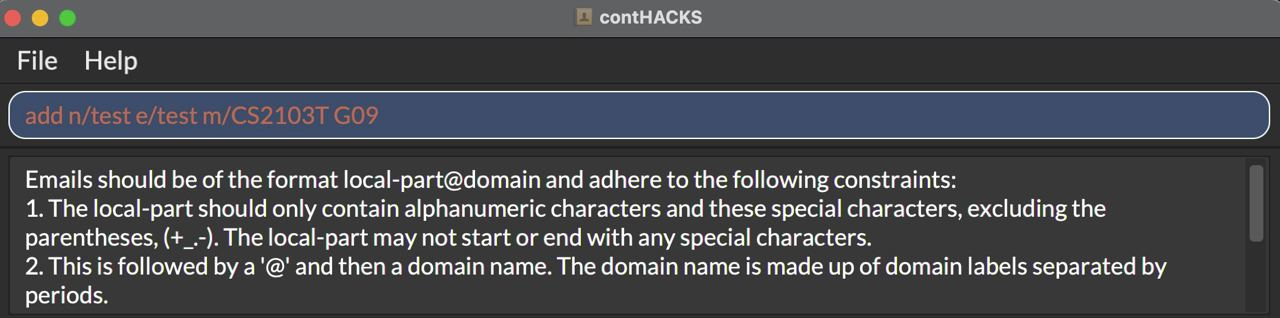 contHACKS
File Help
add n/test e/test m/CS2103T G09
Emails should be of the format local-part@domain and adhere to the following constraints:
1. The local-part should only contain alphanumeric characters and these special characters, excluding the
parentheses, (+_.-). The local-part may not start or end with any special characters.
2. This is followed by a '@' and then a domain name. The domain name is made up of domain labels separated by
periods.